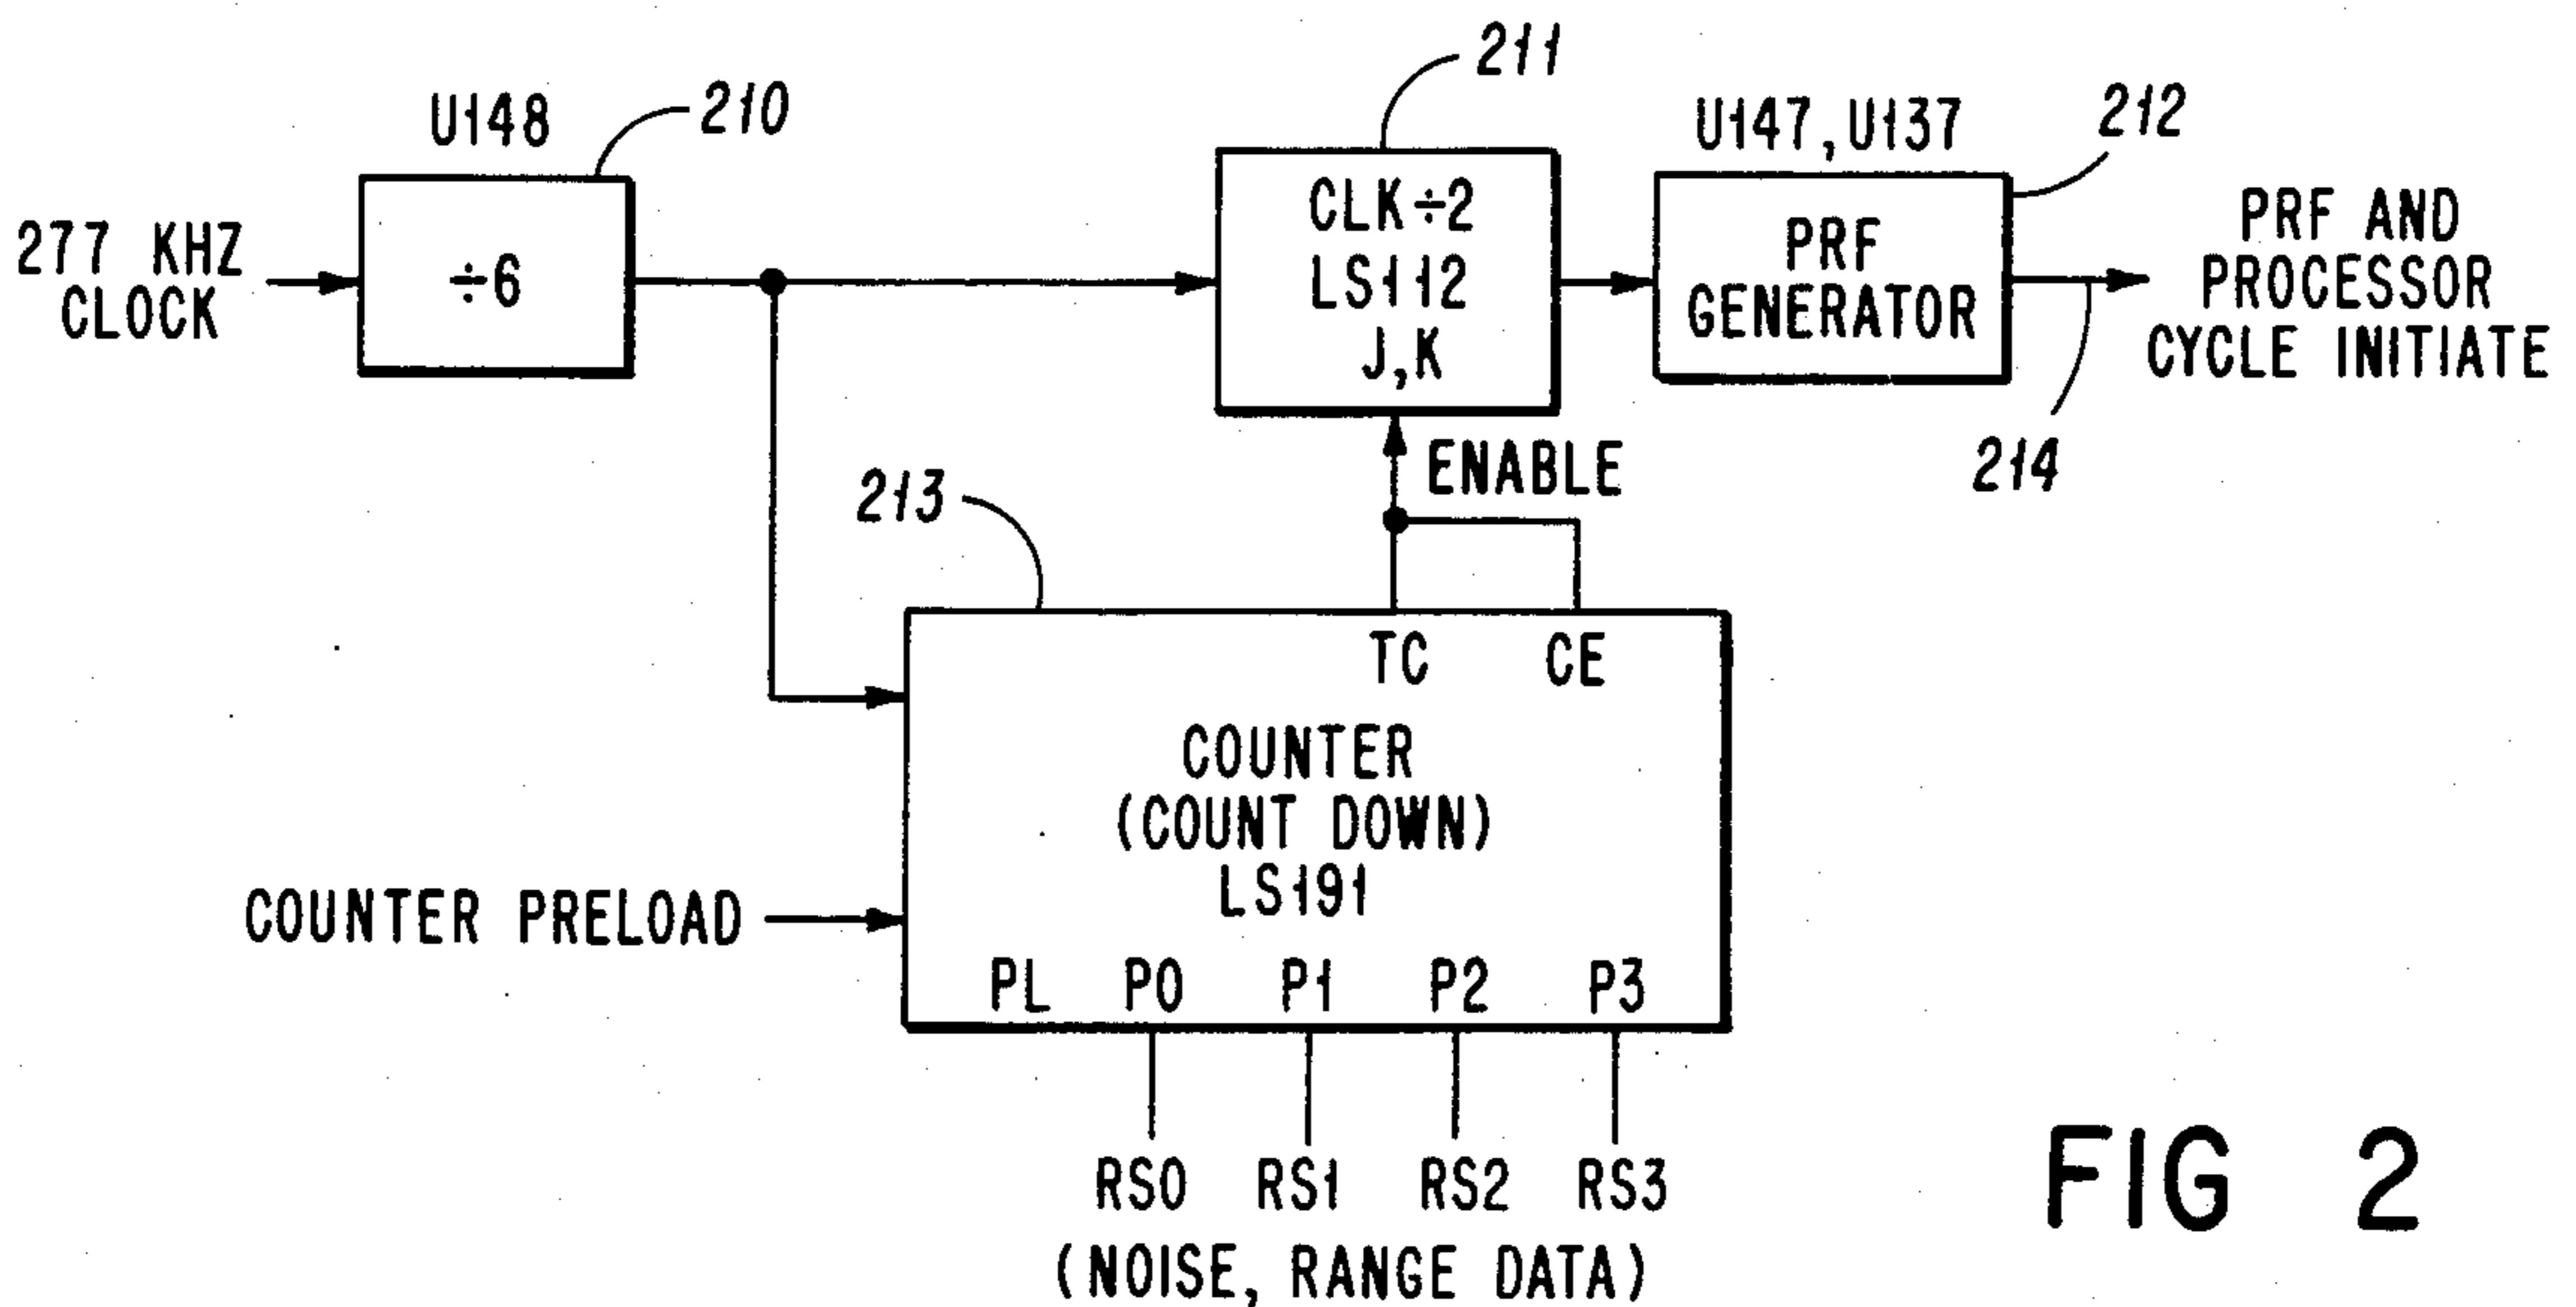 211
U148
210
U147, U137
212
277 KHZ
CLOCK
÷6
CLK÷2
LS112
J,K
PRF
GENERATOR
PRF AND
PROCESSOR
CYCLE INITIATE
214
ENABLE
213
TC CE
COUNTER
(COUNT DOWN)
LS191
COUNTER PRELOAD
PL P0 P1 P2 P3
RS0 RS1 RS2 RS3
(NOISE, RANGE DATA)
FIG 2